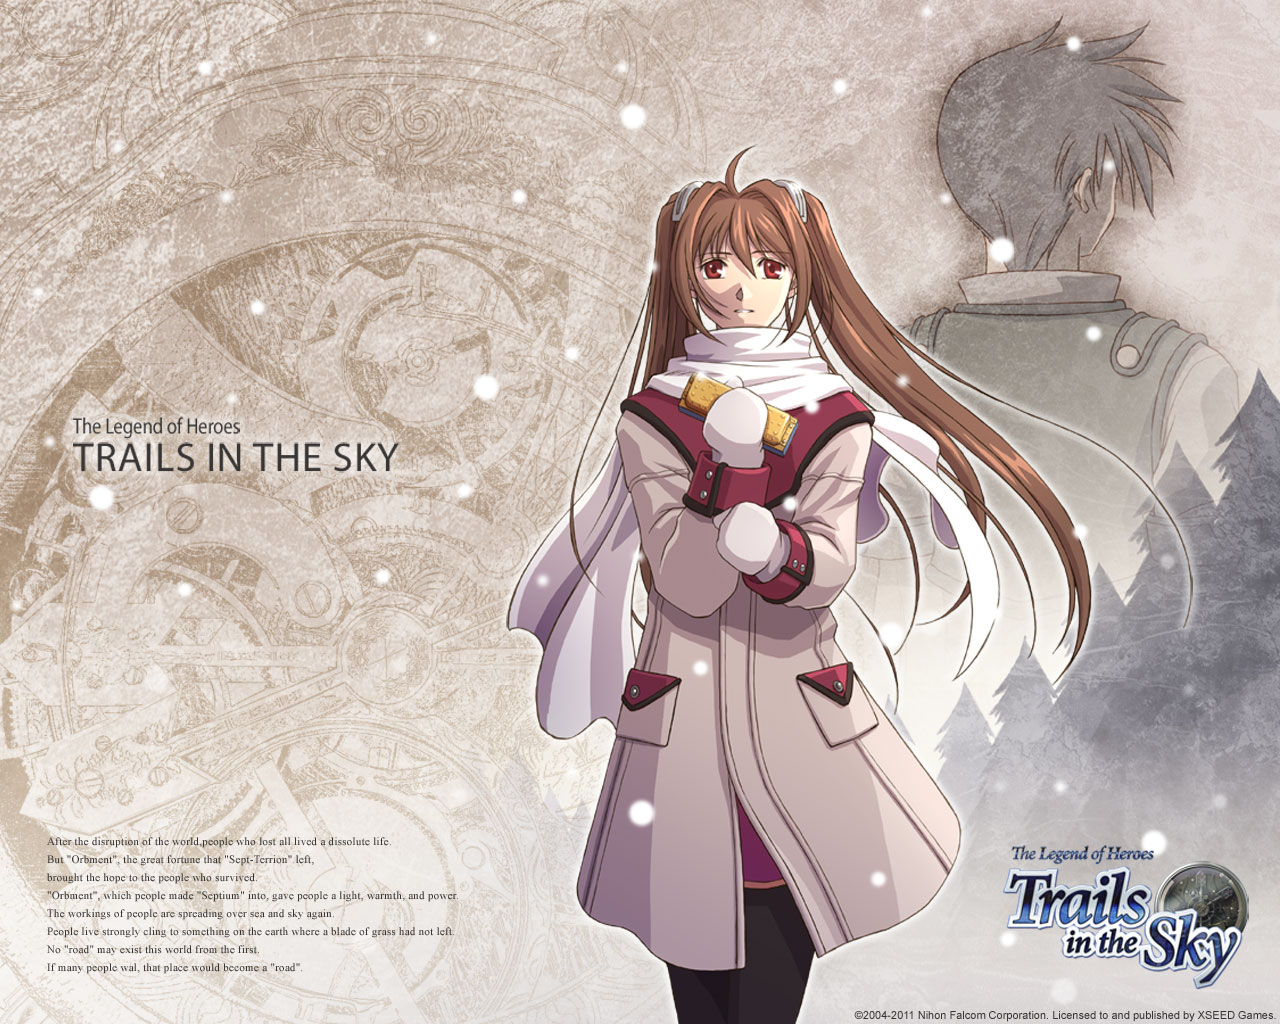 The Legend of Heroes
TRAILS IN THE SKY
After the disruption of the world,people who lost all lived a dissolute life.
But "Orbment", the great fortune that "Sept-Terrion" left,
brought the hope to the people who survived.
"Orbment", which people made "Septium" into, gave people a light, warmth, and power.
The workings of people are spreading over sea and sky again.
People live strongly cling to something on the earth where a blade of grass had not left.
No "road" may exist this world from the first.
If many people wal, that place would become a "road".
The Legend of Heroes
Trails
in the Sky
©2004-2011 Nihon Falcom Corporation. Licensed to and published by XSEED Games.